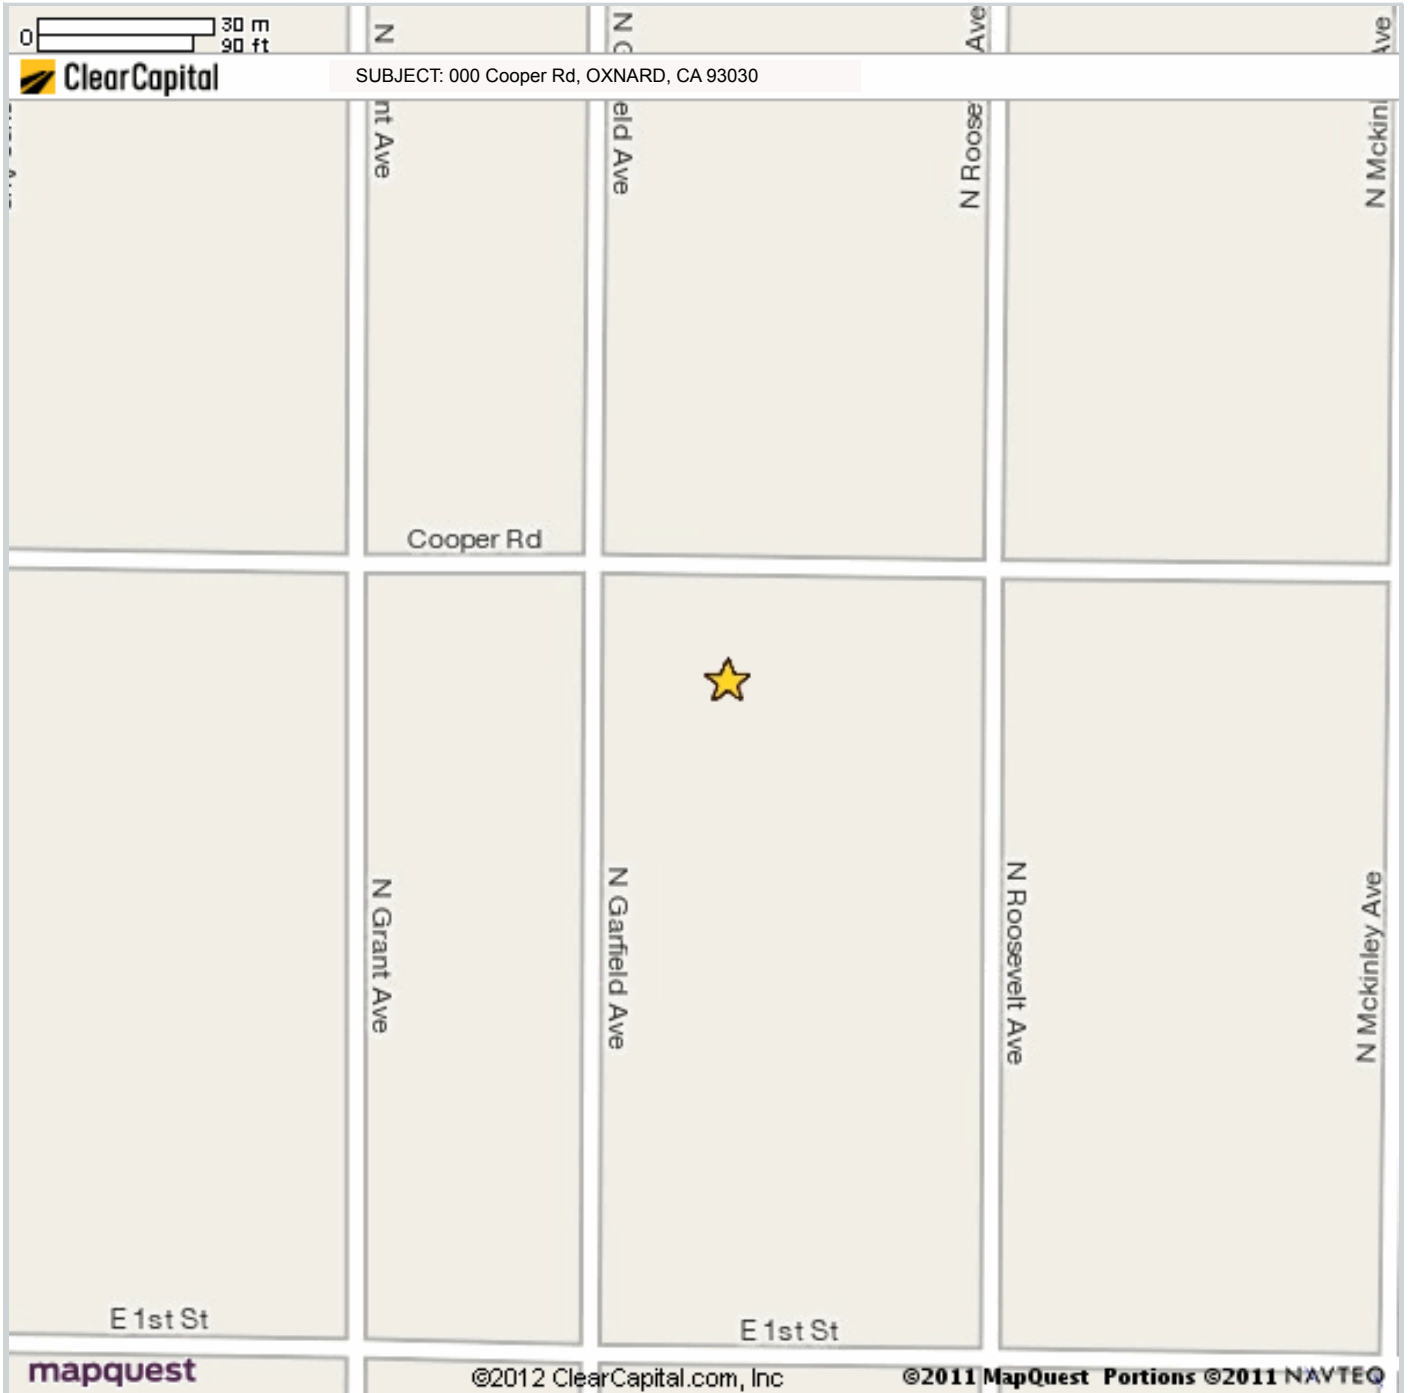 0
30 m
90 ft
N
N G
Ave
Ave
ClearCapital
SUBJECT: 000 Cooper Rd, OXNARD, CA 93030
nt Ave
eld Ave
N Roose
N Mckinl
Cooper Rd
N Grant Ave
N Garfield Ave
N Roosevelt Ave
N Mckinley Ave
E 1st St
E 1st St
mapquest
©2012 ClearCapital.com, Inc
©2011 MapQuest Portions ©2011 NAVTEQ